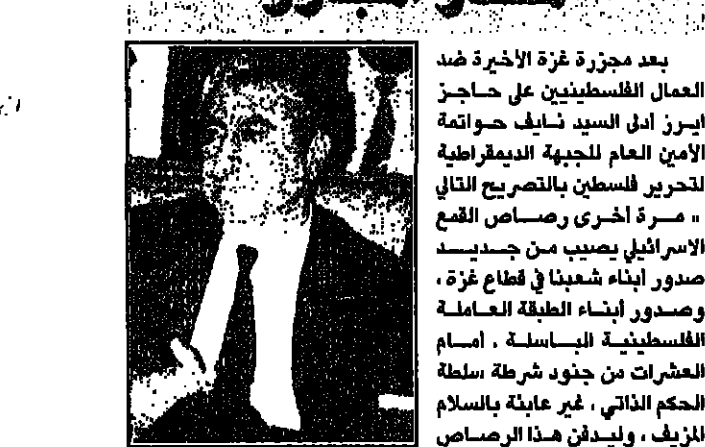 بعد مجزرة غزة الأخيرة ضد
العمال الفلسطينيين على حاجز
ايرز أدلى السيد نايف حواتمة
الأمين العام للجبهة الديمقراطية
لتحرير فلسطين بالتصريح التالي
" مرة أخرى رصاص القمع
الاسرائيلي يصيب من جديد
صدور أبناء شعبنا في قطاع غزة ،
وصدور أبناء الطبقة العاملة
الفلسطينية الباسلة . أمام
العشرات من جنود شرطة سلطة
الحكم الذاتي ، غير عابئة بالسلام
المزيف ، وليدفن هذا الرصاص